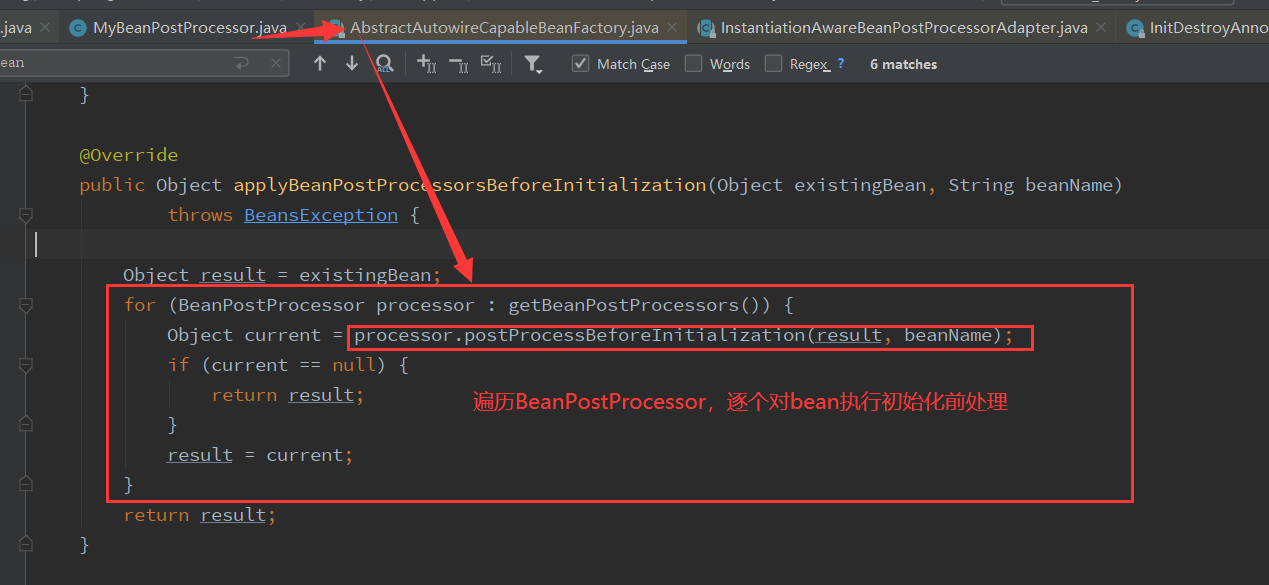 .java MyBeanPostProcessor.java AbstractAutowireCapableBeanFactory.java InstantiationAwareBeanPostProcessorAdapter.java InitDestroyAnno
ean Match Case Words Regex ? 6 matches
}
@Override
public Object applyBeanPostProcessorsBeforeInitialization(Object existingBean, String beanName)
throws BeansException {
Object result = existingBean;
for (BeanPostProcessor processor : getBeanPostProcessors()) {
Object current = processor.postProcessBeforeInitialization(result, beanName);
if (current == null) {
return result;
遍历BeanPostProcessor，逐个对bean执行初始化前处理
}
result = current;
}
return result;
}